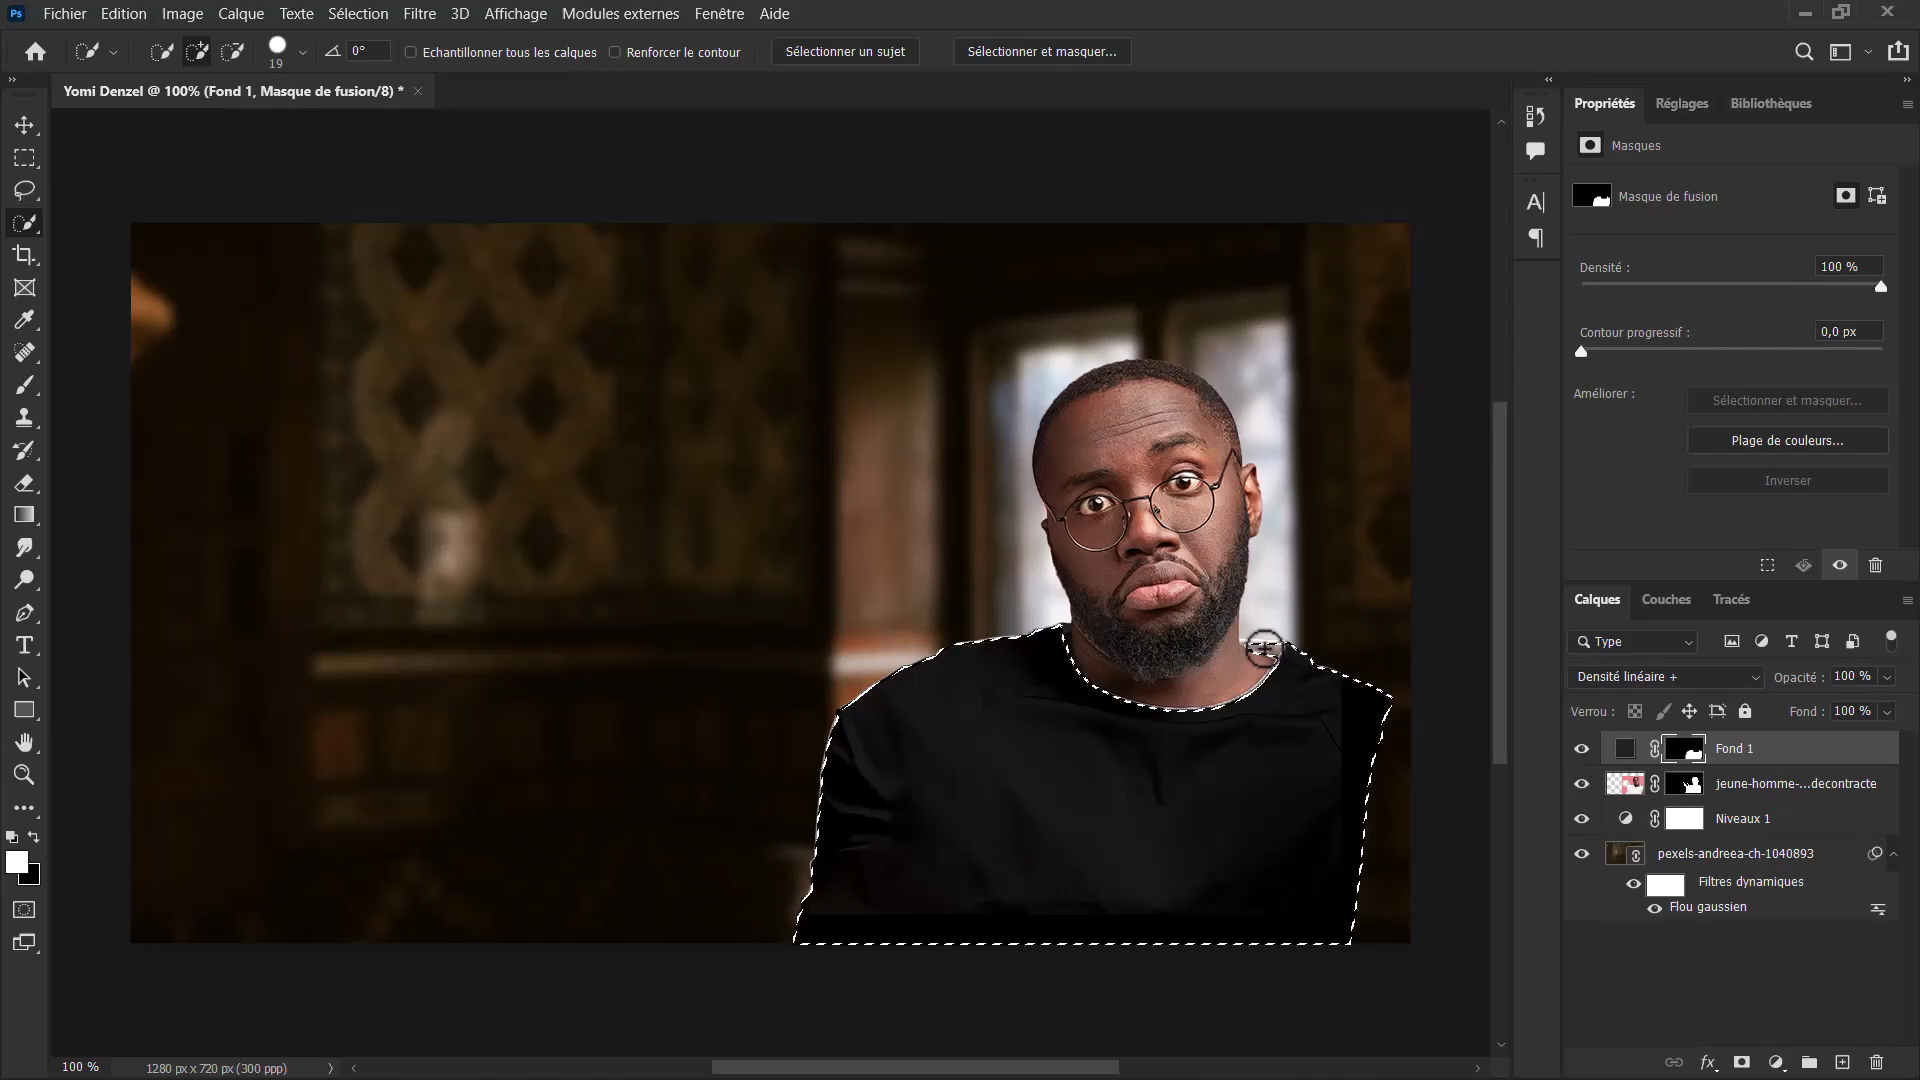 Ps Fichier Edition Image Calque Texte Sélection Filtre 3D Affichage Modules externes Fenêtre Aide
19 0° Echantillonner tous les calques Renforcer le contour Sélectionner un sujet Sélectionner et masquer...
Yomi Denzel @ 100% (Fond 1, Masque de fusion/8) *
Propriétés Réglages Bibliothèques
Masques
Masque de fusion
Densité : 100 %
Contour progressif : 0,0 px
Améliorer : Sélectionner et masquer...
Plage de couleurs...
Inverser
Calques Couches Tracés
Type
Densité linéaire + Opacité : 100 %
Verrou : Fond : 100 %
Fond 1
jeune-homme-...decontracte
Niveaux 1
pexels-andreea-ch-1040893
Filtres dynamiques
Flou gaussien
100 % 1280 px x 720 px (300 ppp)
fx